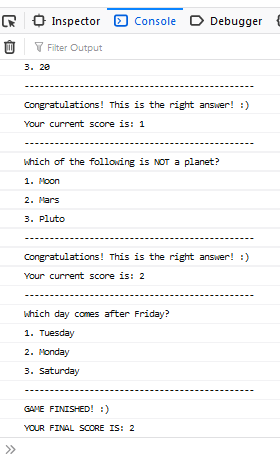 Inspector Console Debugger
Filter Output
3. 20
----------------------------------------------
Congratulations! This is the right answer! :)
Your current score is: 1
----------------------------------------------
Which of the following is NOT a planet?
1. Moon
2. Mars
3. Pluto
----------------------------------------------
Congratulations! This is the right answer! :)
Your current score is: 2
----------------------------------------------
Which day comes after Friday?
1. Tuesday
2. Monday
3. Saturday
----------------------------------------------
GAME FINISHED! :)
YOUR FINAL SCORE IS: 2